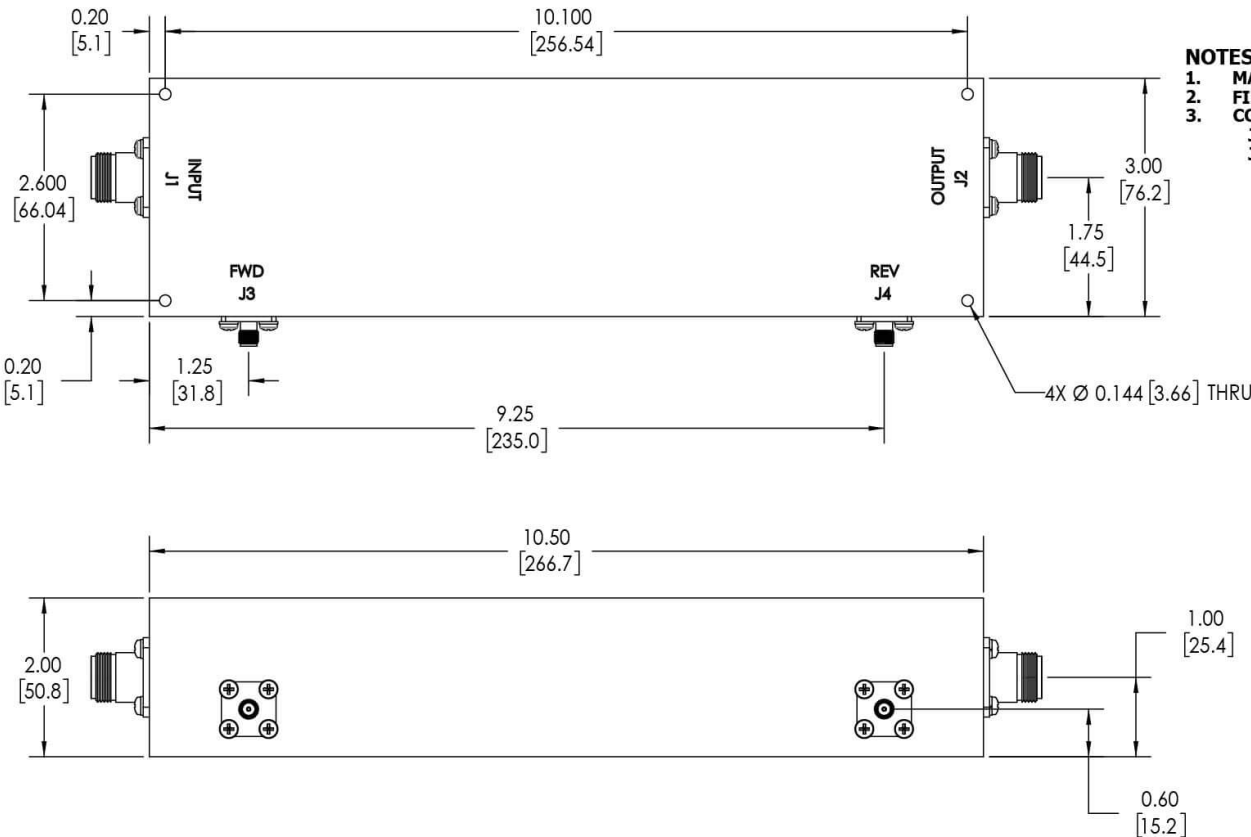 0.20
[5.1]
10.100
[256.54]
NOTES
1. MA
2. FI
3. CO
2.600
[66.04]
J1
INPUT
OUTPUT
J2
3.00
[76.2]
1.75
[44.5]
FWD
J3
REV
J4
0.20
[5.1]
1.25
[31.8]
4X Ø 0.144 [3.66] THRU
9.25
[235.0]
10.50
[266.7]
2.00
[50.8]
1.00
[25.4]
0.60
[15.2]